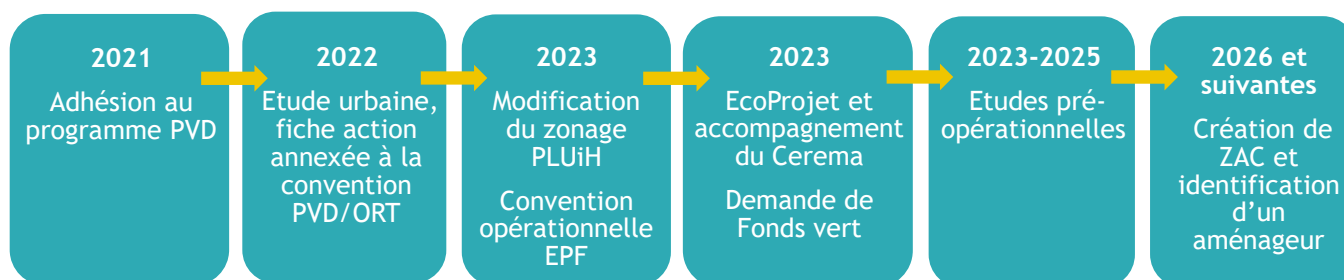 2021
Adhésion au
programme PVD
2022
Etude urbaine,
fiche action
annexée à la
convention
PVD/ORT
2023
Modification
du zonage
PLUiH
Convention
opérationnelle
EPF
2023
EcoProjet et
accompagnement
du Cerema
Demande de
Fonds vert
2023-2025
Etudes pré-
opérationnelles
2026 et
suivantes
Création de
ZAC et
identification
d’un
aménageur